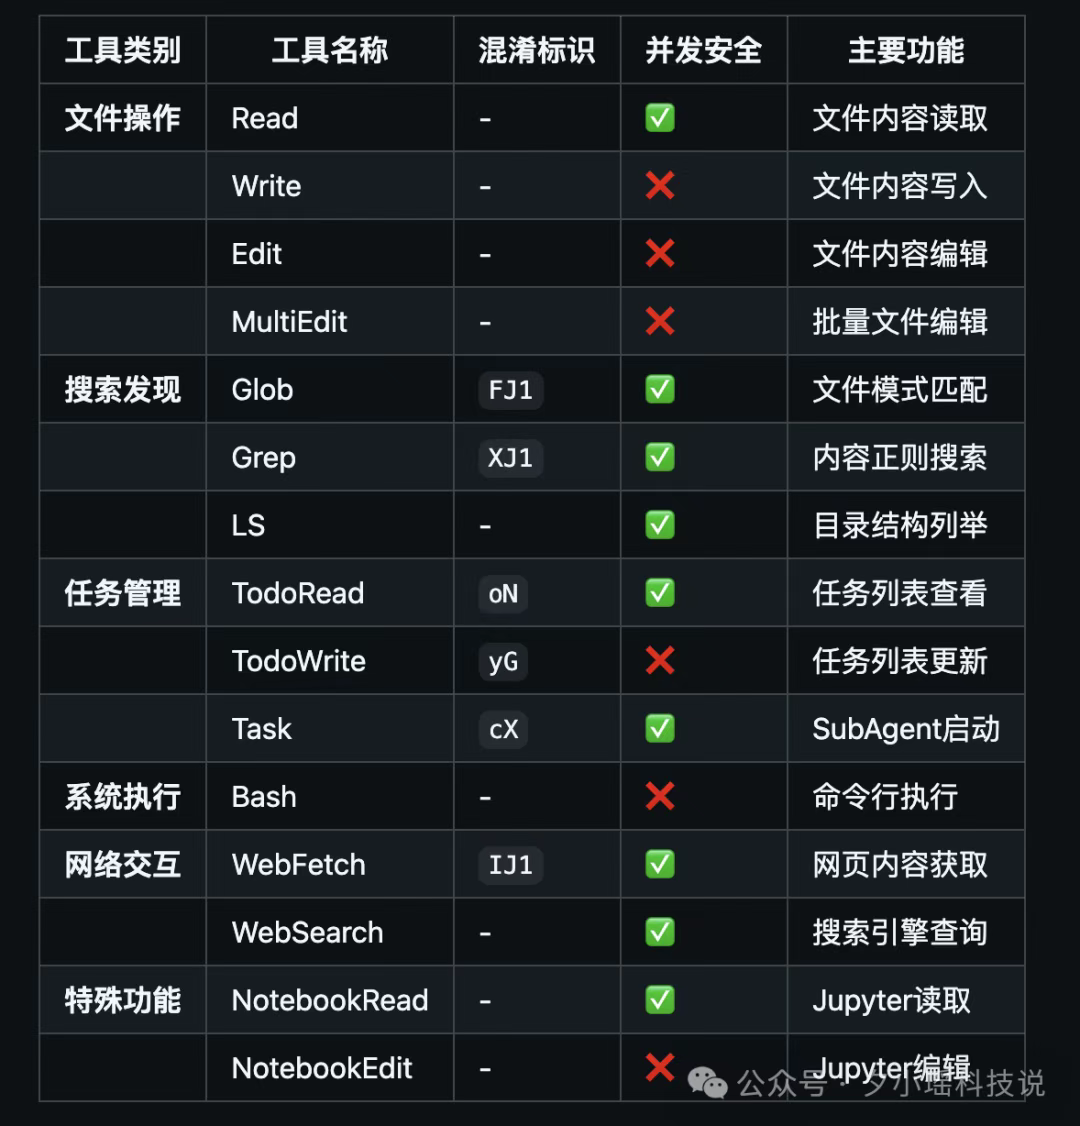 工具类别 工具名称 混淆标识 并发安全 主要功能
文件操作 Read - ✅ 文件内容读取
Write - ❌ 文件内容写入
Edit - ❌ 文件内容编辑
MultiEdit - ❌ 批量文件编辑
搜索发现 Glob FJ1 ✅ 文件模式匹配
Grep XJ1 ✅ 内容正则搜索
LS - ✅ 目录结构列举
任务管理 TodoRead oN ✅ 任务列表查看
TodoWrite yG ❌ 任务列表更新
Task cX ✅ SubAgent启动
系统执行 Bash - ❌ 命令行执行
网络交互 WebFetch IJ1 ✅ 网页内容获取
WebSearch - ✅ 搜索引擎查询
特殊功能 NotebookRead - ✅ Jupyter读取
NotebookEdit - ❌ Jupyter编辑
公众号 · 夕小瑶科技说